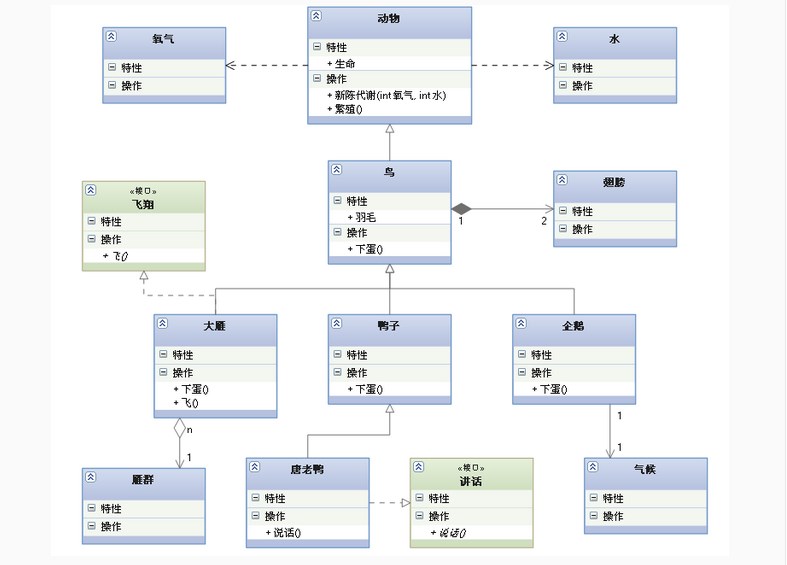 氧气
特性
操作
动物
特性
+ 生命
操作
+ 新陈代谢(int 氧气, int 水)
+ 繁殖()
水
特性
操作
«接口»
飞翔
特性
操作
+ 飞()
鸟
特性
+ 羽毛
操作
+ 下蛋()
1
2
翅膀
特性
操作
大雁
特性
操作
+ 下蛋()
+ 飞()
鸭子
特性
操作
+ 下蛋()
企鹅
特性
操作
+ 下蛋()
n
1
1
1
雁群
特性
操作
唐老鸭
特性
操作
+ 说话()
«接口»
讲话
特性
操作
+ 说话()
气候
特性
操作